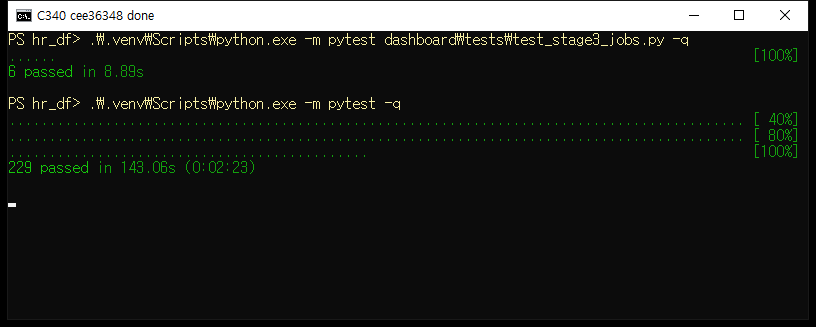 C340 cee36348 done
PS hr_df> .₩.venv₩Scripts₩python.exe -m pytest dashboard₩tests₩test_stage3_jobs.py -q
...... [100%]
6 passed in 8.89s
PS hr_df> .₩.venv₩Scripts₩python.exe -m pytest -q
............................................................................................ [ 40%]
............................................................................................ [ 80%]
............................................. [100%]
229 passed in 143.06s (0:02:23)